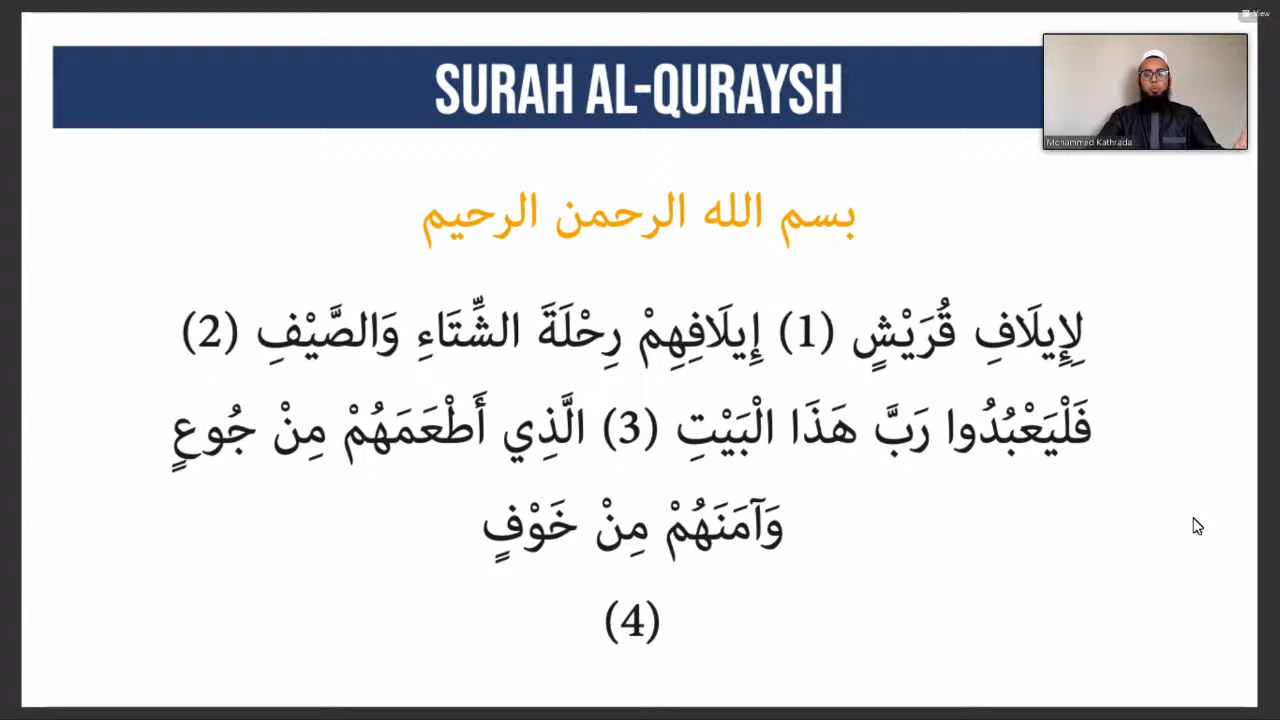 View
SURAH AL-QURAYSH
Mohammed Kathrada
بسم الله الرحمن الرحيم
لِإِيلَافِ قُرَيْشٍ (1) إِيلَافِهِمْ رِحْلَةَ الشِّتَاءِ وَالصَّيْفِ (2)
فَلْيَعْبُدُوا رَبَّ هَذَا الْبَيْتِ (3) الَّذِي أَطْعَمَهُمْ مِنْ جُوعٍ
وَآمَنَهُمْ مِنْ خَوْفٍ
(4)